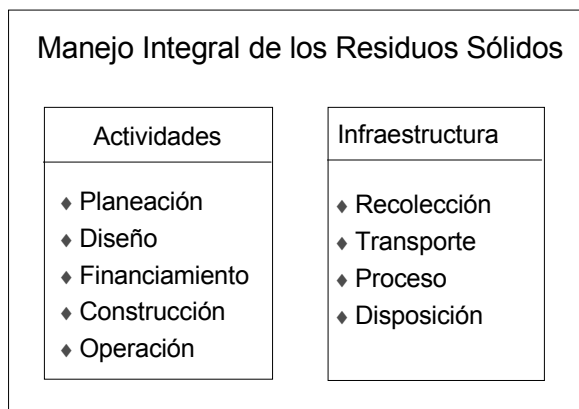 Manejo Integral de los Residuos Sólidos
Actividades
♦ Planeación
♦ Diseño
♦ Financiamiento
♦ Construcción
♦ Operación
Infraestructura
♦ Recolección
♦ Transporte
♦ Proceso
♦ Disposición